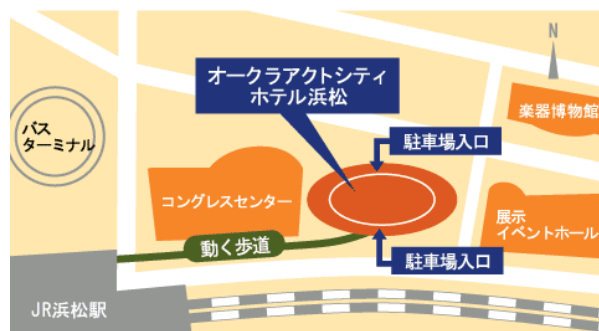 オークラアクトシティ
ホテル浜松
N
楽器博物館
バス
ターミナル
駐車場入口
コングレスセンター
展示
イベントホール
動く歩道
駐車場入口
JR浜松駅